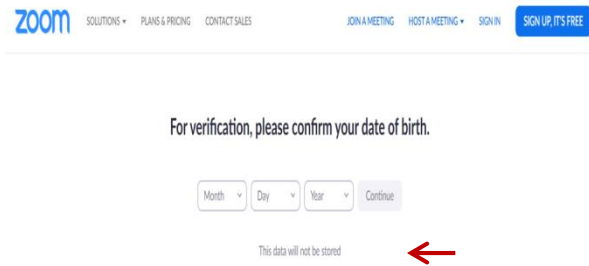 zoom SOLUTIONS PLANS & PRICING CONTACT SALES JOIN A MEETING HOST A MEETING SIGN IN SIGN UP, IT'S FREE
For verification, please confirm your date of birth.
Month Day Year Continue
This data will not be stored